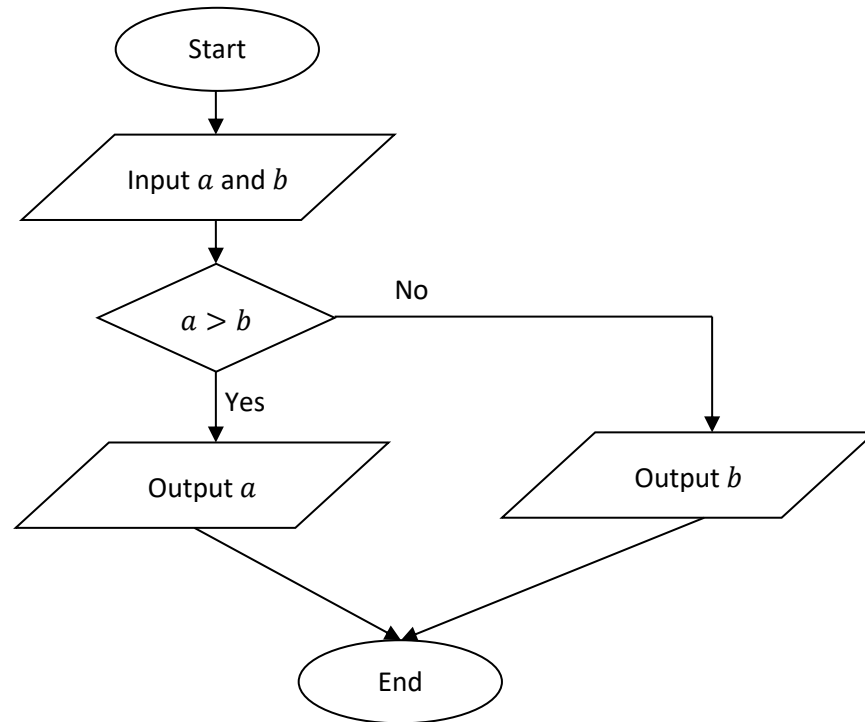 Start
Input a and b
a > b
No
Yes
Output a
Output b
End